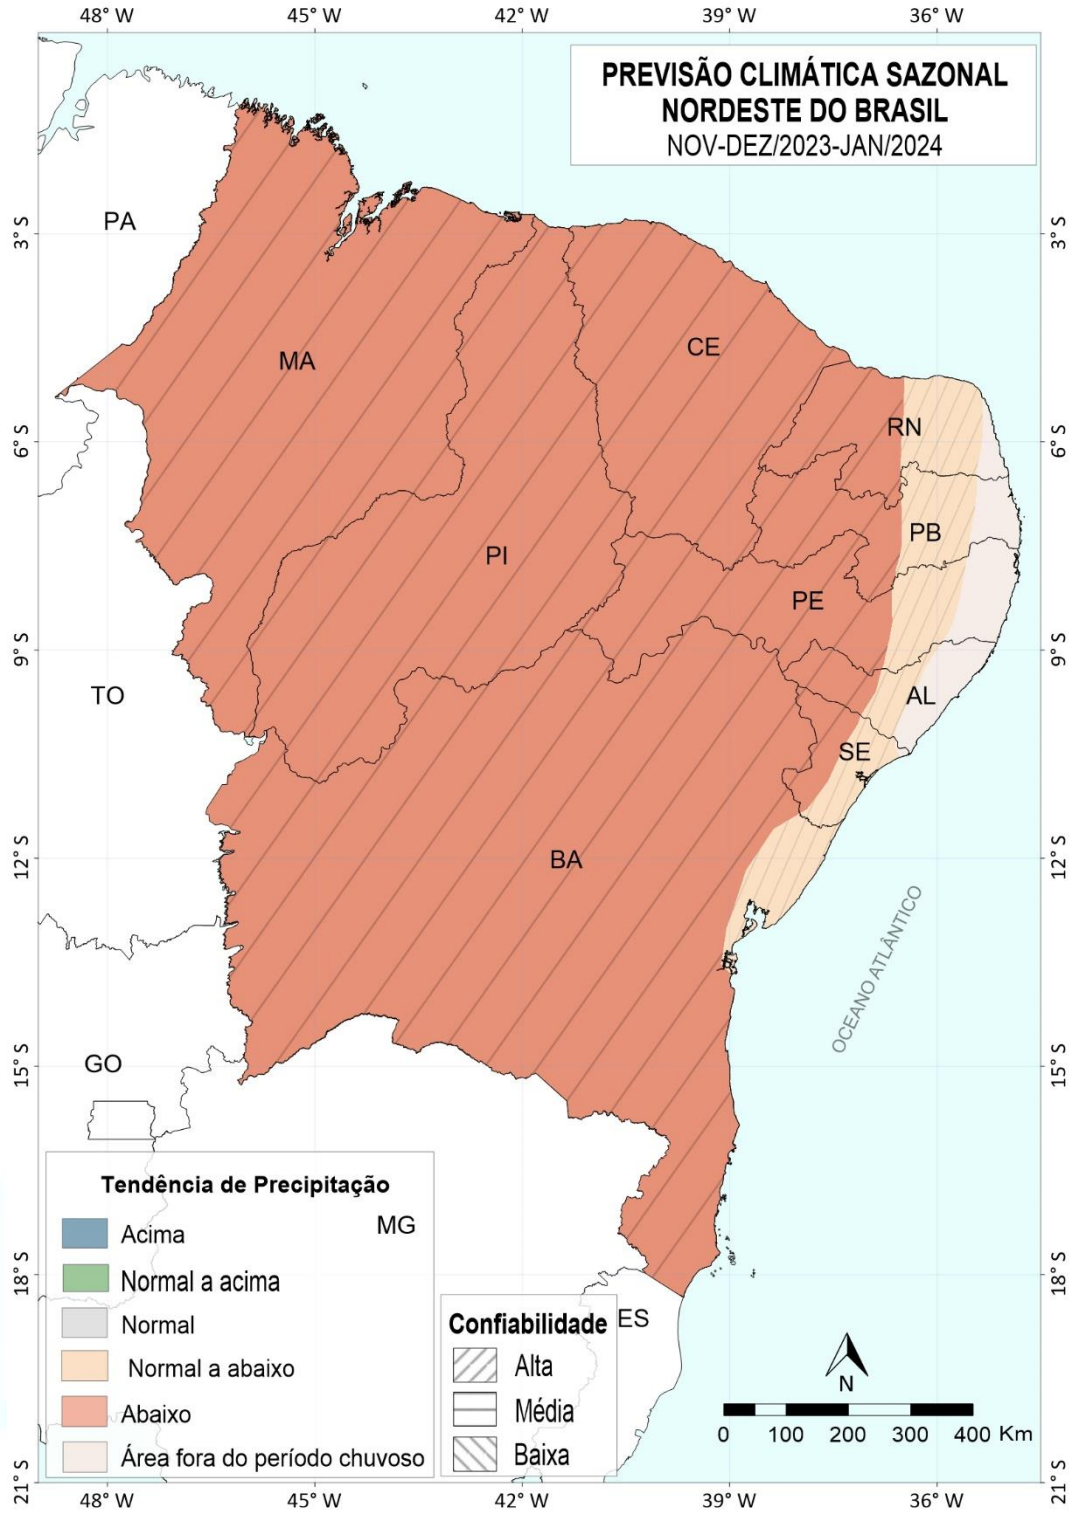 48° W 45° W 42° W 39° W 36° W
PREVISÃO CLIMÁTICA SAZONAL
NORDESTE DO BRASIL
NOV-DEZ/2023-JAN/2024
PA
3° S 3° S
MA
CE
RN
6° S 6° S
PB
PI
PE
9° S 9° S
TO
AL
SE
BA
12° S 12° S
OCEANO ATLÂNTICO
GO
15° S 15° S
Tendência de Precipitação
Acima
Normal a acima
Normal
Normal a abaixo
Abaixo
Área fora do período chuvoso
MG
18° S 18° S
ES
Confiabilidade
Alta
Média
Baixa
N
0 100 200 300 400 Km
21° S 21° S
48° W 45° W 42° W 39° W 36° W